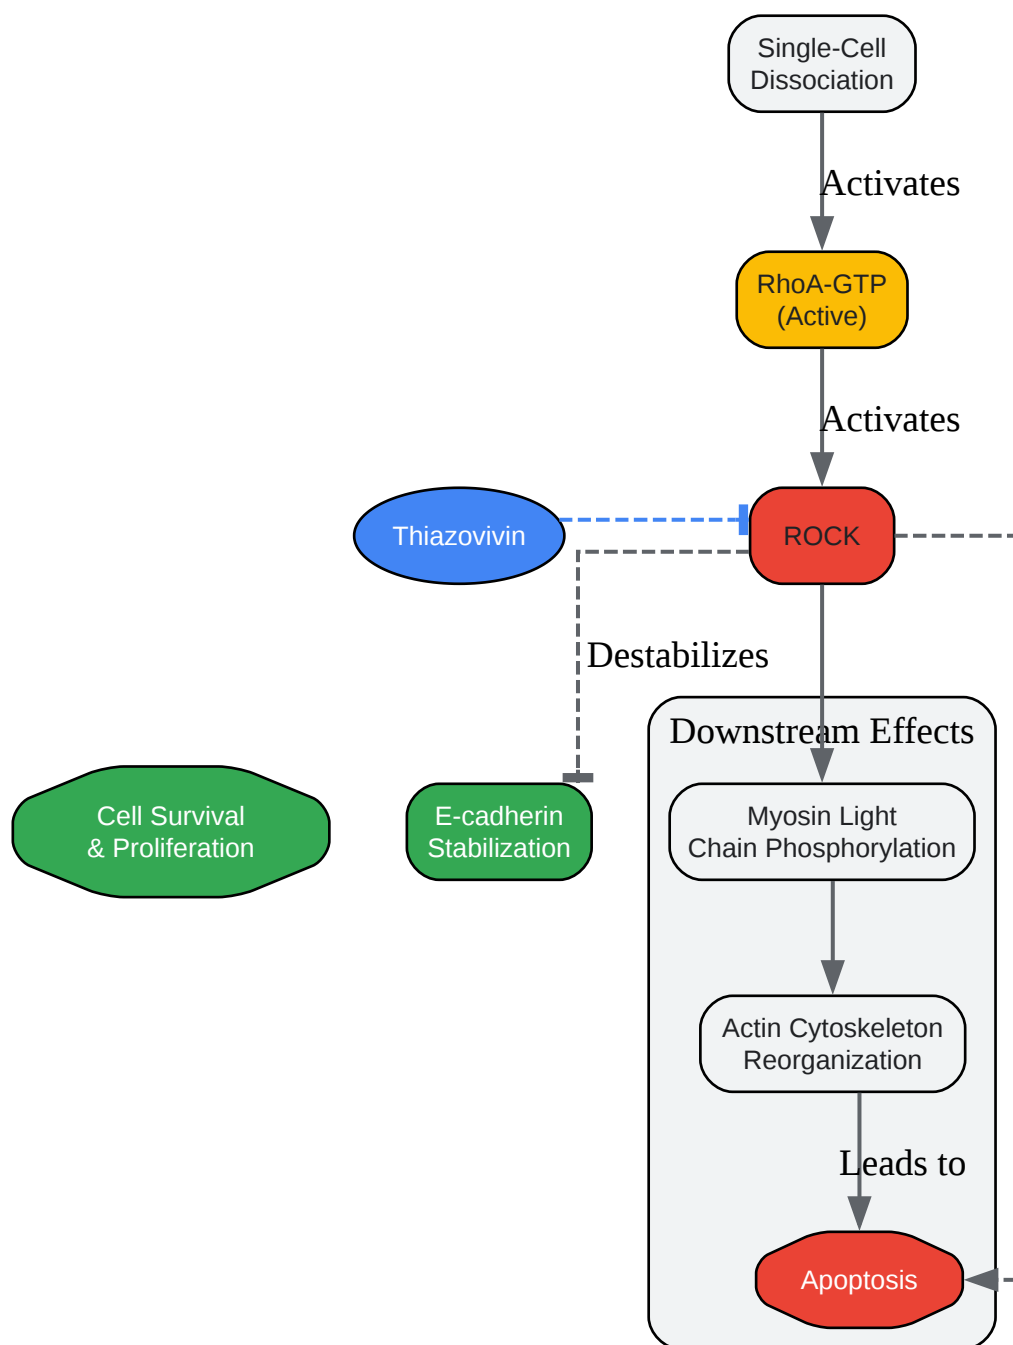 Single-Cell
Dissociation
Activates
RhoA-GTP
(Active)
Activates
Thiazovivin
ROCK
Destabilizes
Downstream Effects
Cell Survival
& Proliferation
E-cadherin
Stabilization
Myosin Light
Chain Phosphorylation
Actin Cytoskeleton
Reorganization
Leads to
Apoptosis